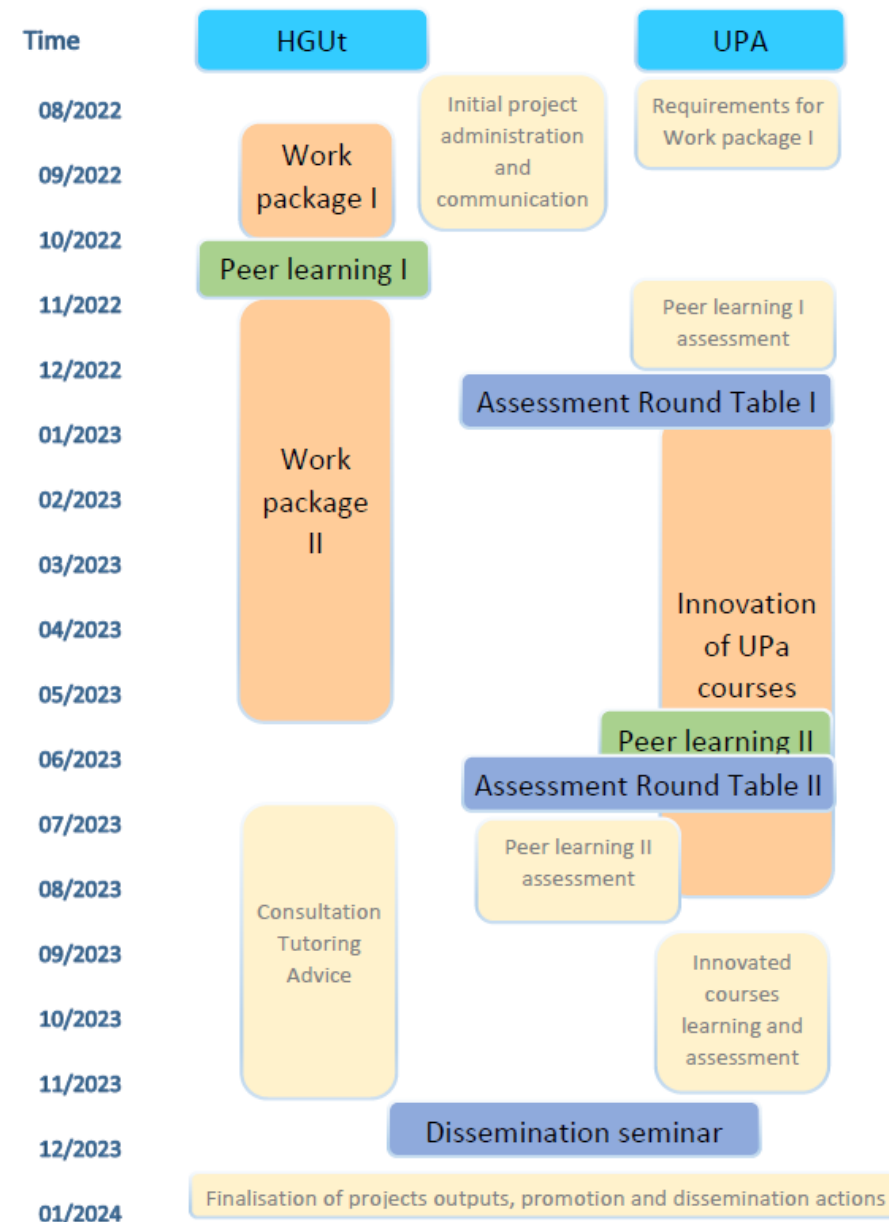 Time
HGUt
UPA
08/2022
Initial project
administration
and
communication
Requirements for
Work package I
09/2022
Work
package I
10/2022
Peer learning I
11/2022
Peer learning I
assessment
12/2022
Assessment Round Table I
01/2023
Work
package
II
02/2023
03/2023
04/2023
Innovation
of UPa
courses
05/2023
Peer learning II
06/2023
Assessment Round Table II
07/2023
Peer learning II
assessment
08/2023
Consultation
Tutoring
Advice
09/2023
Innovated
courses
learning and
assessment
10/2023
11/2023
Dissemination seminar
12/2023
Finalisation of projects outputs, promotion and dissemination actions
01/2024